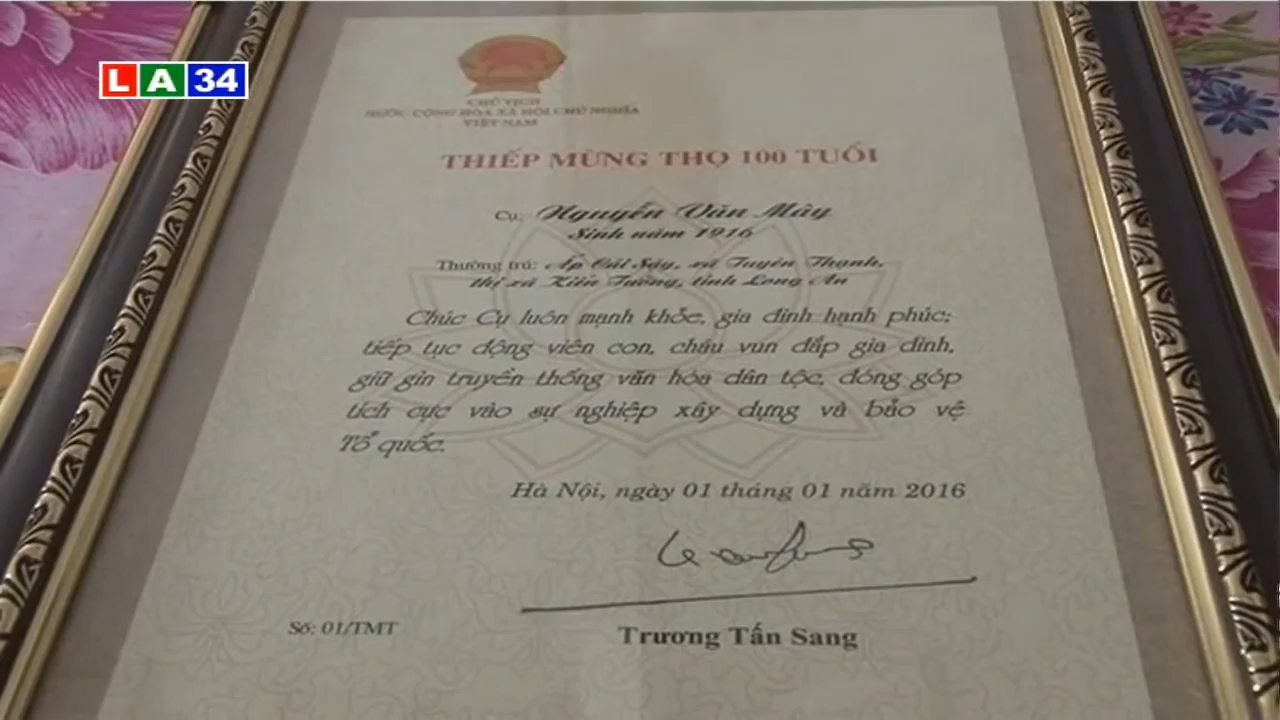 LA34
CHỦ TỊCH
NƯỚC CỘNG HÒA XÃ HỘI CHỦ NGHĨA
VIỆT NAM
THIẾP MỪNG THỌ 100 TUỔI
Cụ: Nguyễn Văn Mây
Sinh năm 1916
Thường trú: Ấp Cái Sậy, xã Tuyên Thạnh,
thị xã Kiến Tường, tỉnh Long An
Chúc Cụ luôn mạnh khỏe, gia đình hạnh phúc;
tiếp tục động viên con, cháu vun đắp gia đình,
giữ gìn truyền thống văn hóa dân tộc, đóng góp
tích cực vào sự nghiệp xây dựng và bảo vệ
Tổ quốc.
Hà Nội, ngày 01 tháng 01 năm 2016
Số: 01/TMT
Trương Tấn Sang